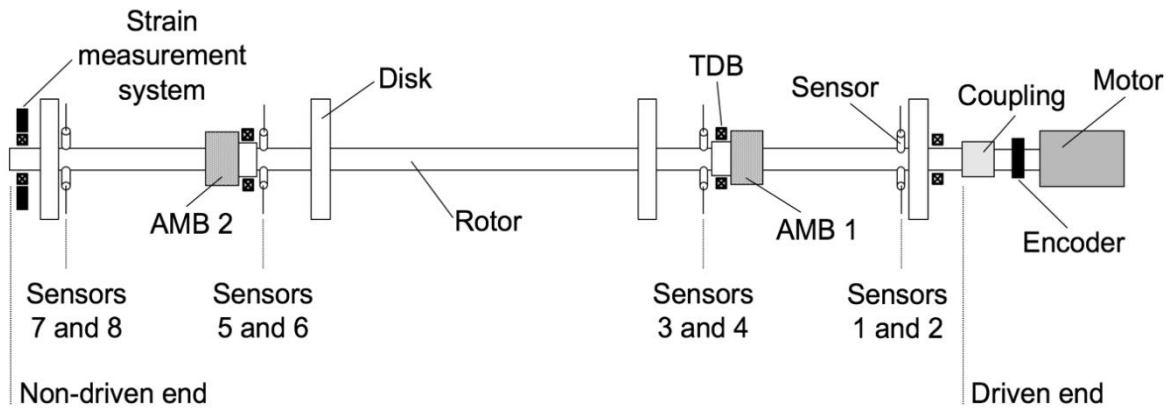 Strain
measurement
system
Disk
TDB
Sensor
Coupling
Motor
AMB 2
Rotor
AMB 1
Encoder
Sensors
7 and 8
Sensors
5 and 6
Sensors
3 and 4
Sensors
1 and 2
Non-driven end
Driven end